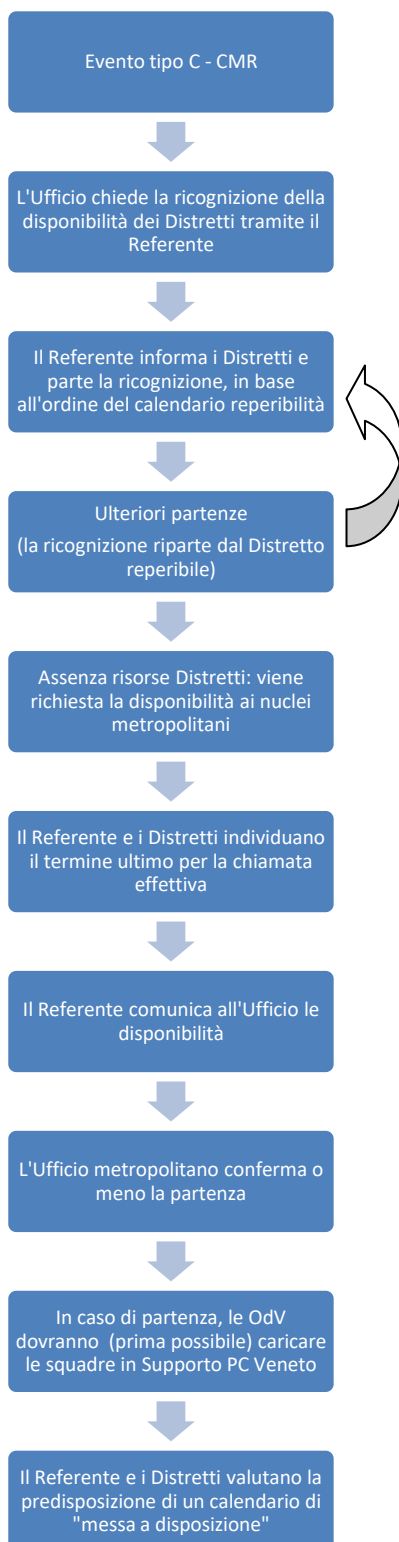 Evento tipo C - CMR
L'Ufficio chiede la ricognizione della
disponibilità dei Distretti tramite il
Referente
Il Referente informa i Distretti e
parte la ricognizione, in base
all'ordine del calendario reperibilità
Ulteriori partenze
(la ricognizione riparte dal Distretto
reperibile)
Assenza risorse Distretti: viene
richiesta la disponibilità ai nuclei
metropolitani
Il Referente e i Distretti individuano
il termine ultimo per la chiamata
effettiva
Il Referente comunica all'Ufficio le
disponibilità
L'Ufficio metropolitano conferma o
meno la partenza
In caso di partenza, le OdV
dovranno (prima possibile) caricare
le squadre in Supporto PC Veneto
Il Referente e i Distretti valutano la
predisposizione di un calendario di
"messa a disposizione"